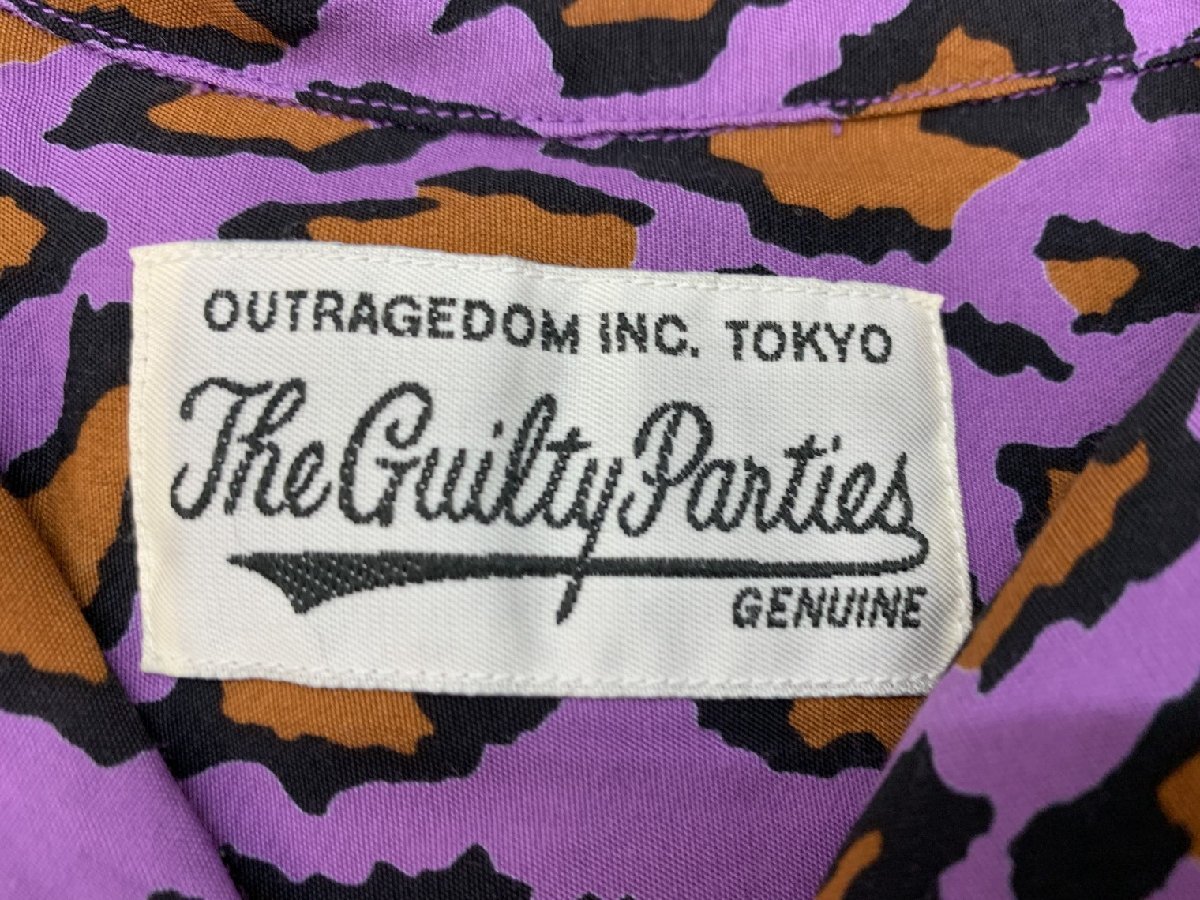 OUTRAGEDOM INC. TOKYO
The Guilty Parties
GENUINE